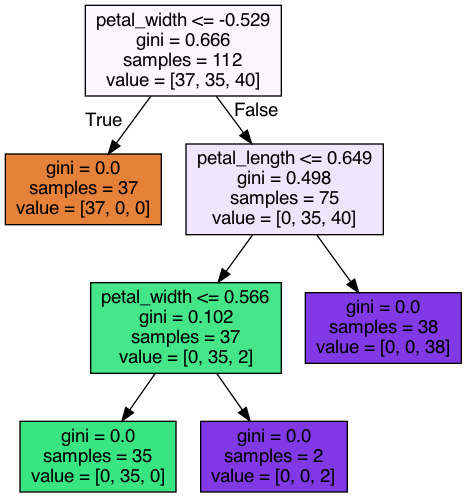 petal_width <= -0.529
gini = 0.666
samples = 112
value = [37, 35, 40]
True
False
gini = 0.0
samples = 37
value = [37, 0, 0]
petal_length <= 0.649
gini = 0.498
samples = 75
value = [0, 35, 40]
petal_width <= 0.566
gini = 0.102
samples = 37
value = [0, 35, 2]
gini = 0.0
samples = 38
value = [0, 0, 38]
gini = 0.0
samples = 35
value = [0, 35, 0]
gini = 0.0
samples = 2
value = [0, 0, 2]